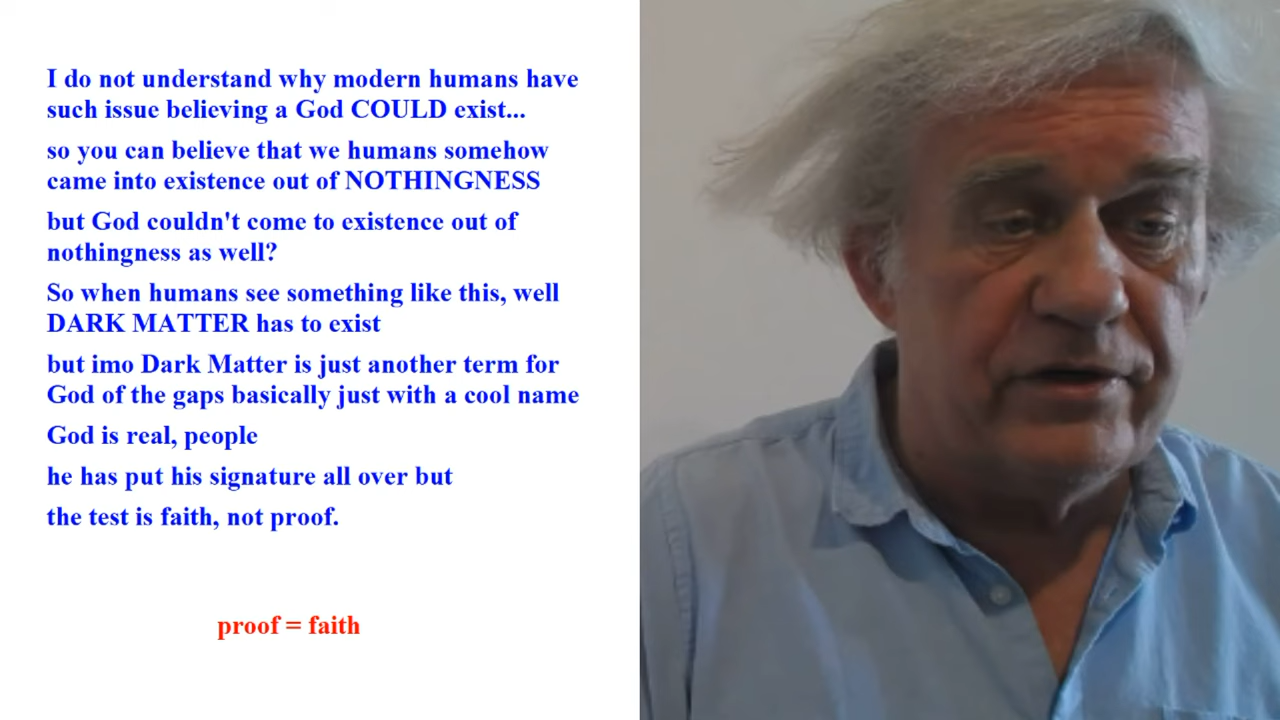 I do not understand why modern humans have
such issue believing a God COULD exist...
so you can believe that we humans somehow
came into existence out of NOTHINGNESS
but God couldn't come to existence out of
nothingness as well?
So when humans see something like this, well
DARK MATTER has to exist
but imo Dark Matter is just another term for
God of the gaps basically just with a cool name
God is real, people
he has put his signature all over but
the test is faith, not proof.
proof = faith